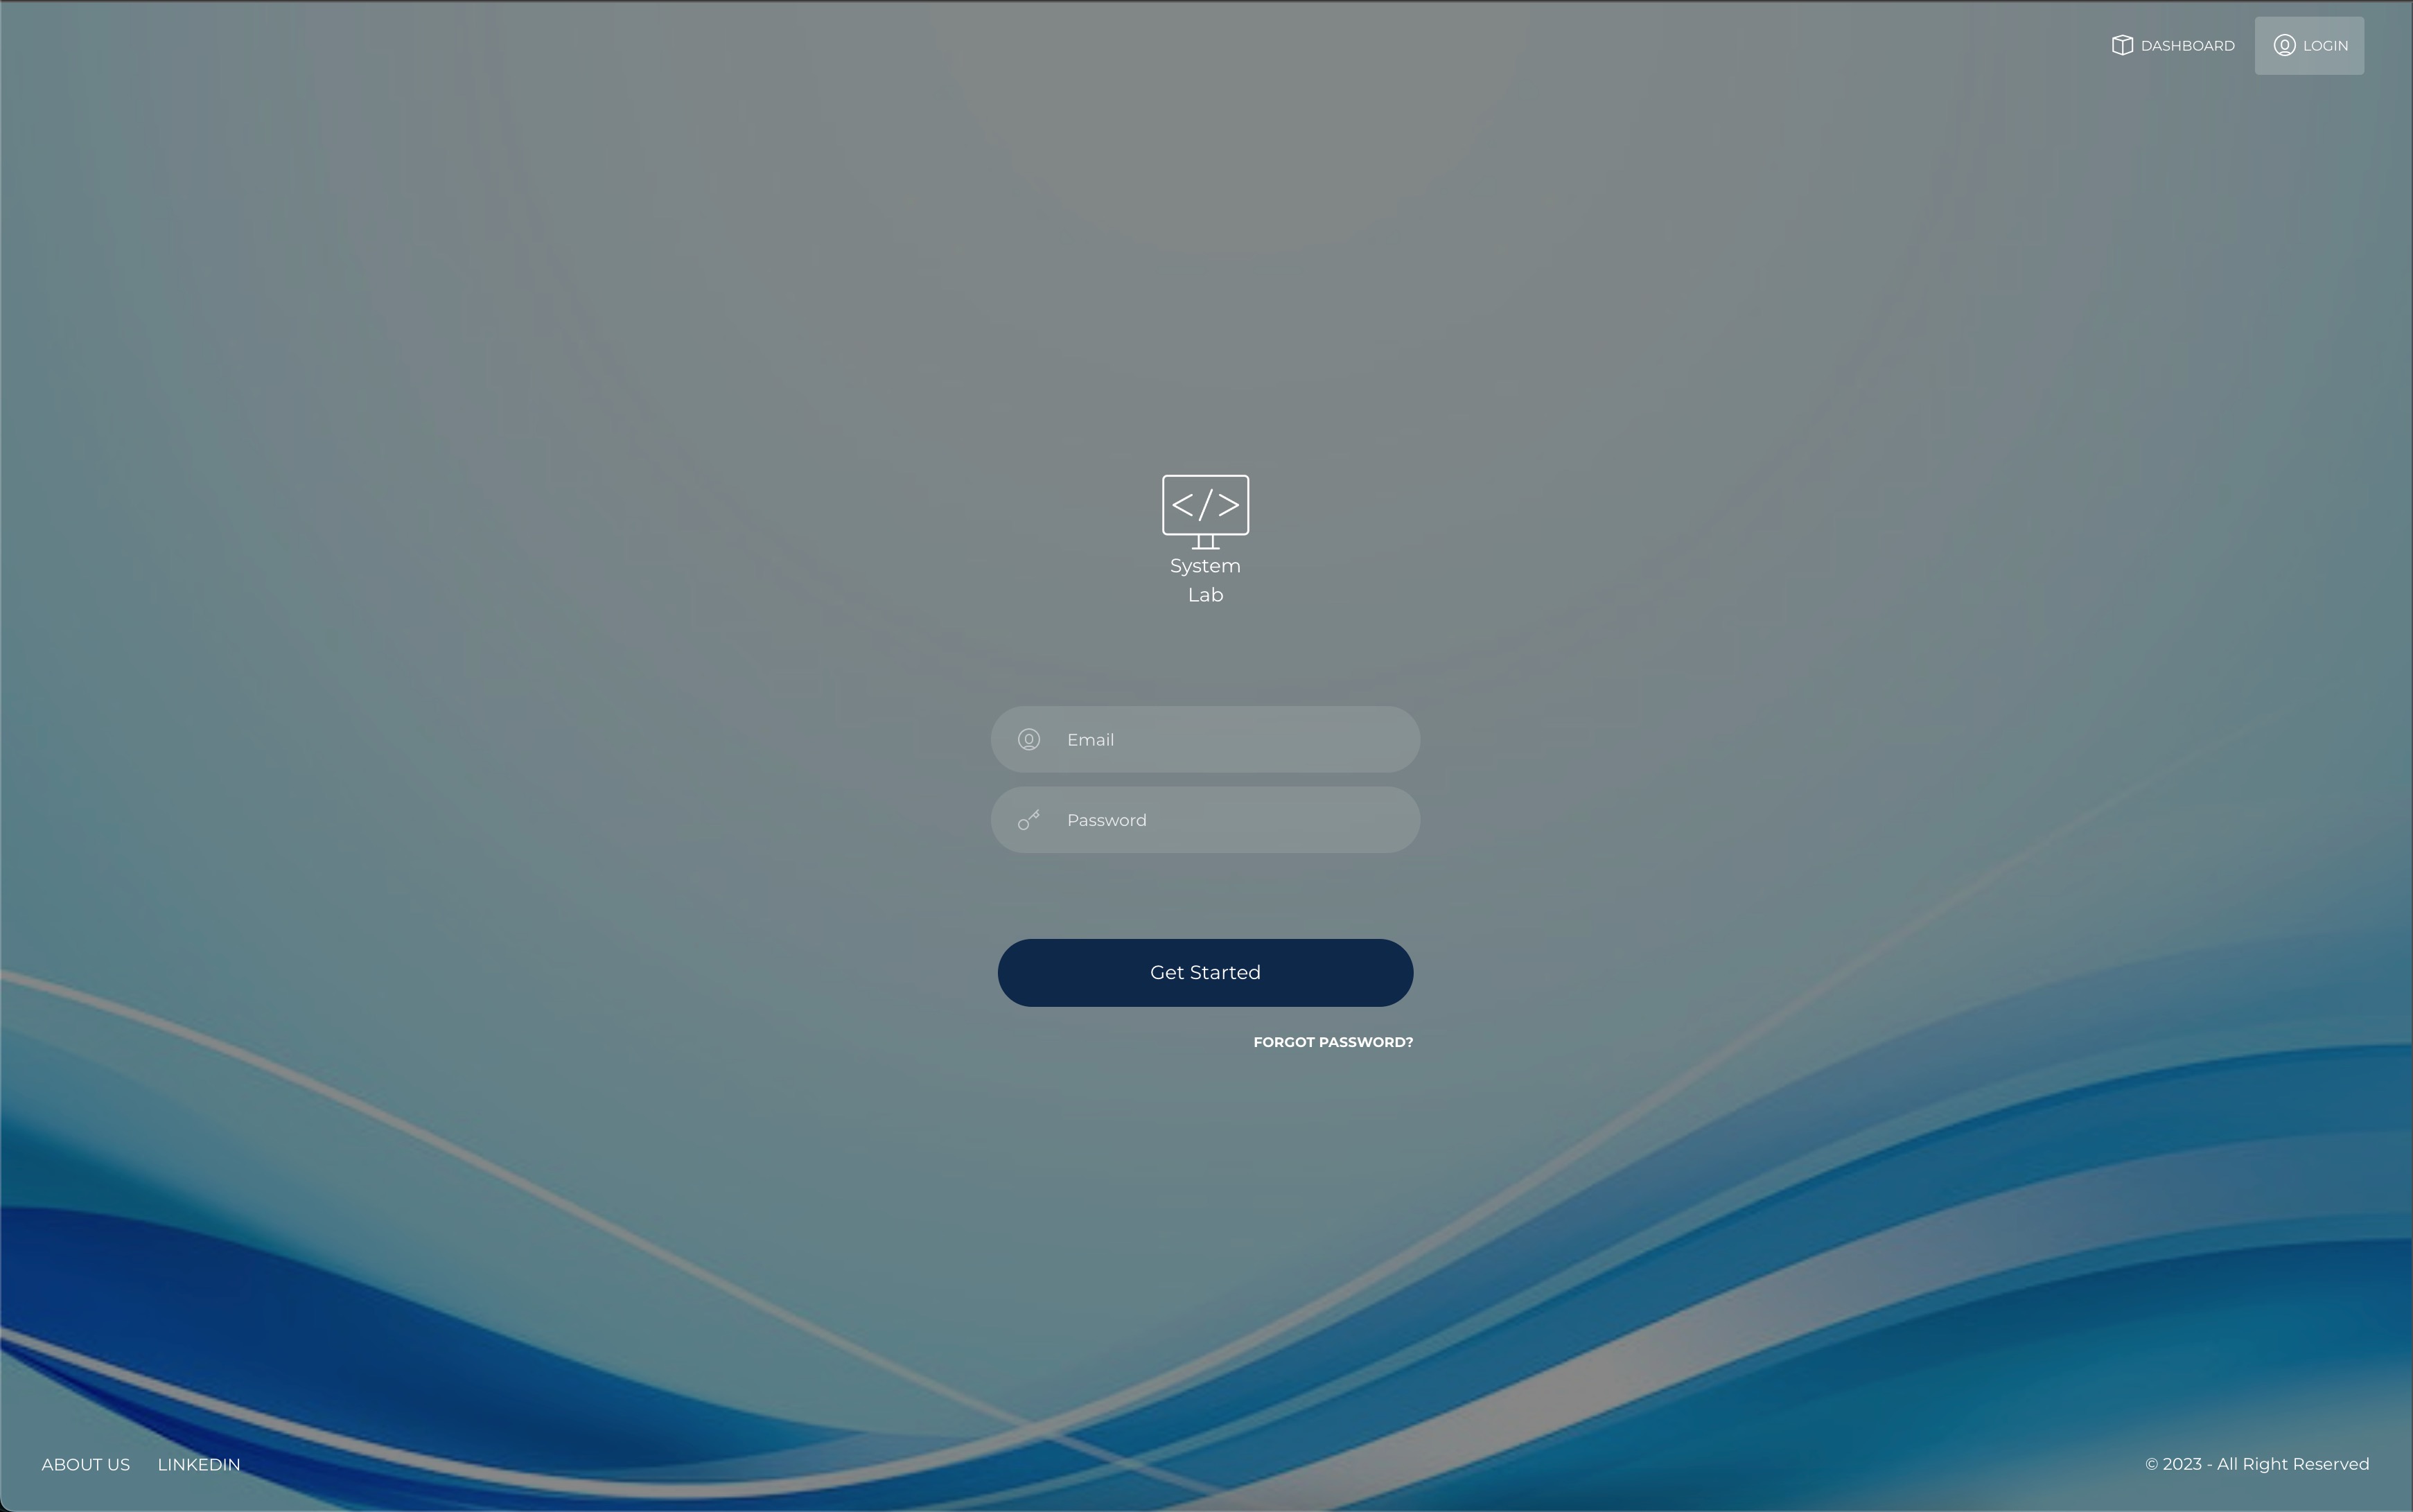 DASHBOARD
LOGIN
</>
System
Lab
Email
Password
Get Started
FORGOT PASSWORD?
ABOUT US
LINKEDIN
© 2023 - All Right Reserved